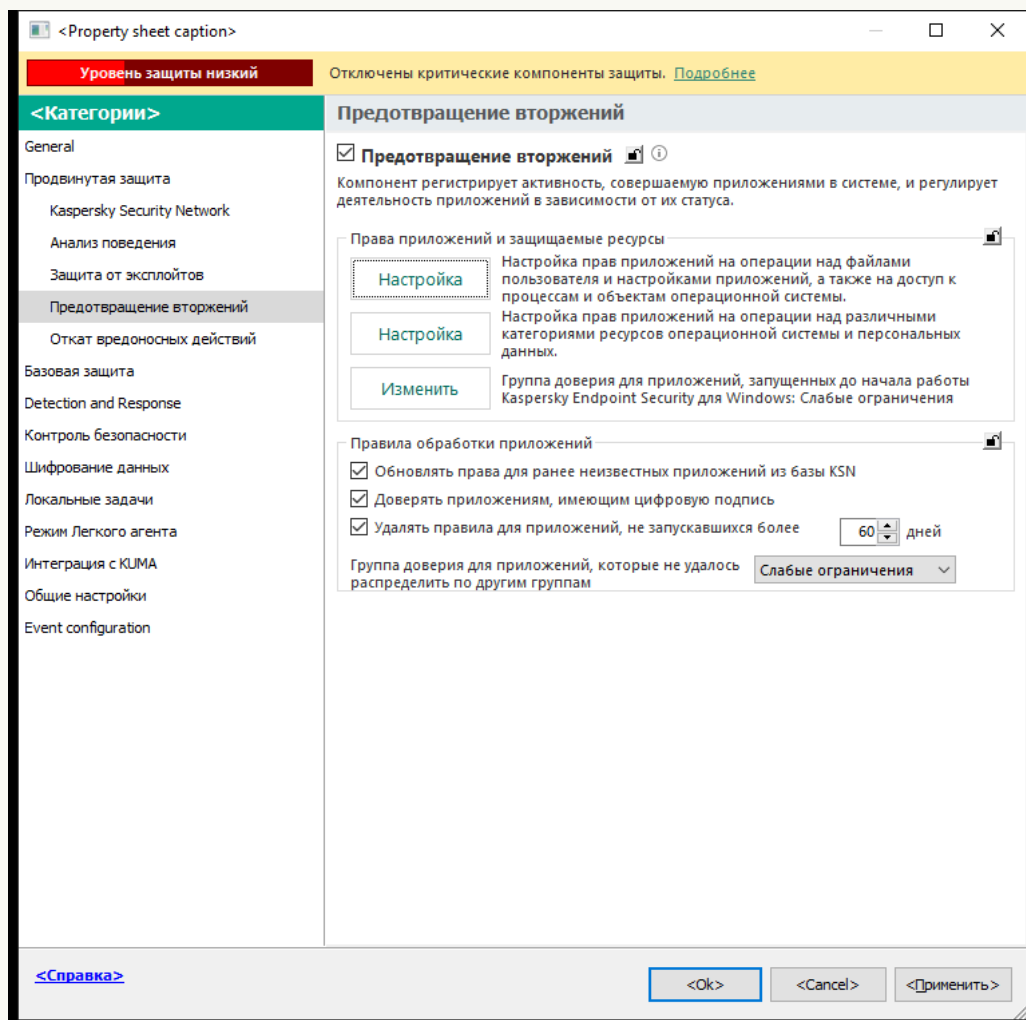 <Property sheet caption>
Уровень защиты низкий
Отключены критические компоненты защиты. Подробнее
<Категории>
General
Продвинутая защита
Kaspersky Security Network
Анализ поведения
Защита от эксплойтов
Предотвращение вторжений
Откат вредоносных действий
Базовая защита
Detection and Response
Контроль безопасности
Шифрование данных
Локальные задачи
Режим Легкого агента
Интеграция с KUMA
Общие настройки
Event configuration
Предотвращение вторжений
Предотвращение вторжений
Компонент регистрирует активность, совершаемую приложениями в системе, и регулирует
деятельность приложений в зависимости от их статуса.
Права приложений и защищаемые ресурсы
Настройка
Настройка прав приложений на операции над файлами
пользователя и настройками приложений, а также на доступ к
процессам и объектам операционной системы.
Настройка
Настройка прав приложений на операции над различными
категориями ресурсов операционной системы и персональных
данных.
Изменить
Группа доверия для приложений, запущенных до начала работы
Kaspersky Endpoint Security для Windows: Слабые ограничения
Правила обработки приложений
Обновлять права для ранее неизвестных приложений из базы KSN
Доверять приложениям, имеющим цифровую подпись
Удалять правила для приложений, не запускавшихся более 60 дней
Группа доверия для приложений, которые не удалось
распределить по другим группам
Слабые ограничения
<Справка>
<Ok>
<Cancel>
<Применить>